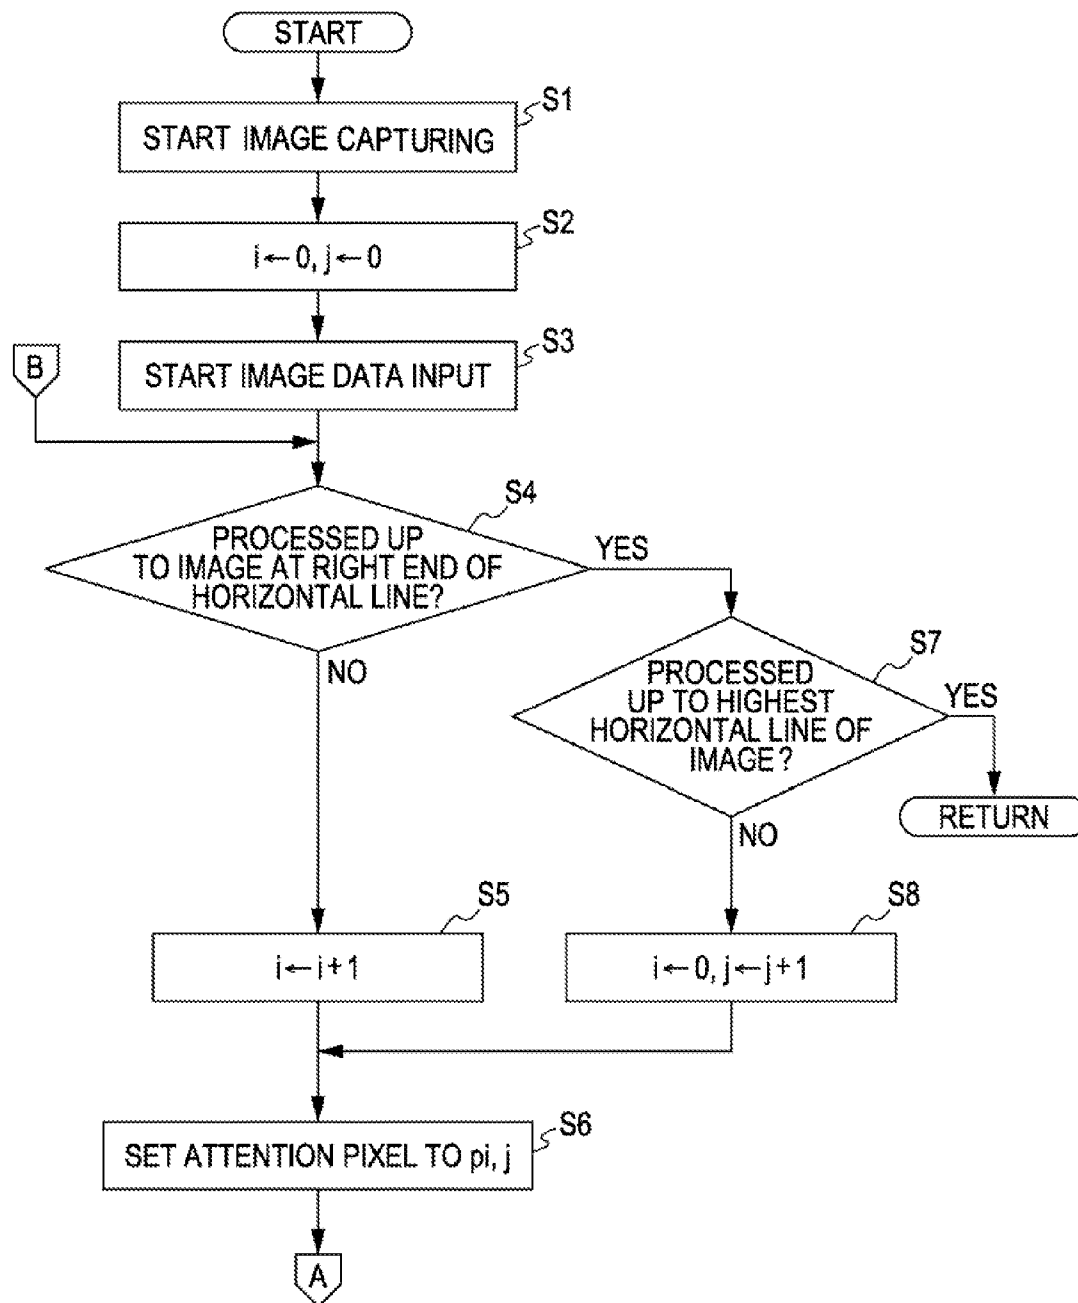 START
S1
START IMAGE CAPTURING
S2
i←0, j←0
S3
B
START IMAGE DATA INPUT
S4
PROCESSED UP
TO IMAGE AT RIGHT END OF
HORIZONTAL LINE?
YES
NO
S7
PROCESSED
UP TO HIGHEST
HORIZONTAL LINE OF
IMAGE?
YES
RETURN
NO
S5
i←i+1
S8
i←0, j←j+1
S6
SET ATTENTION PIXEL TO pi, j
A